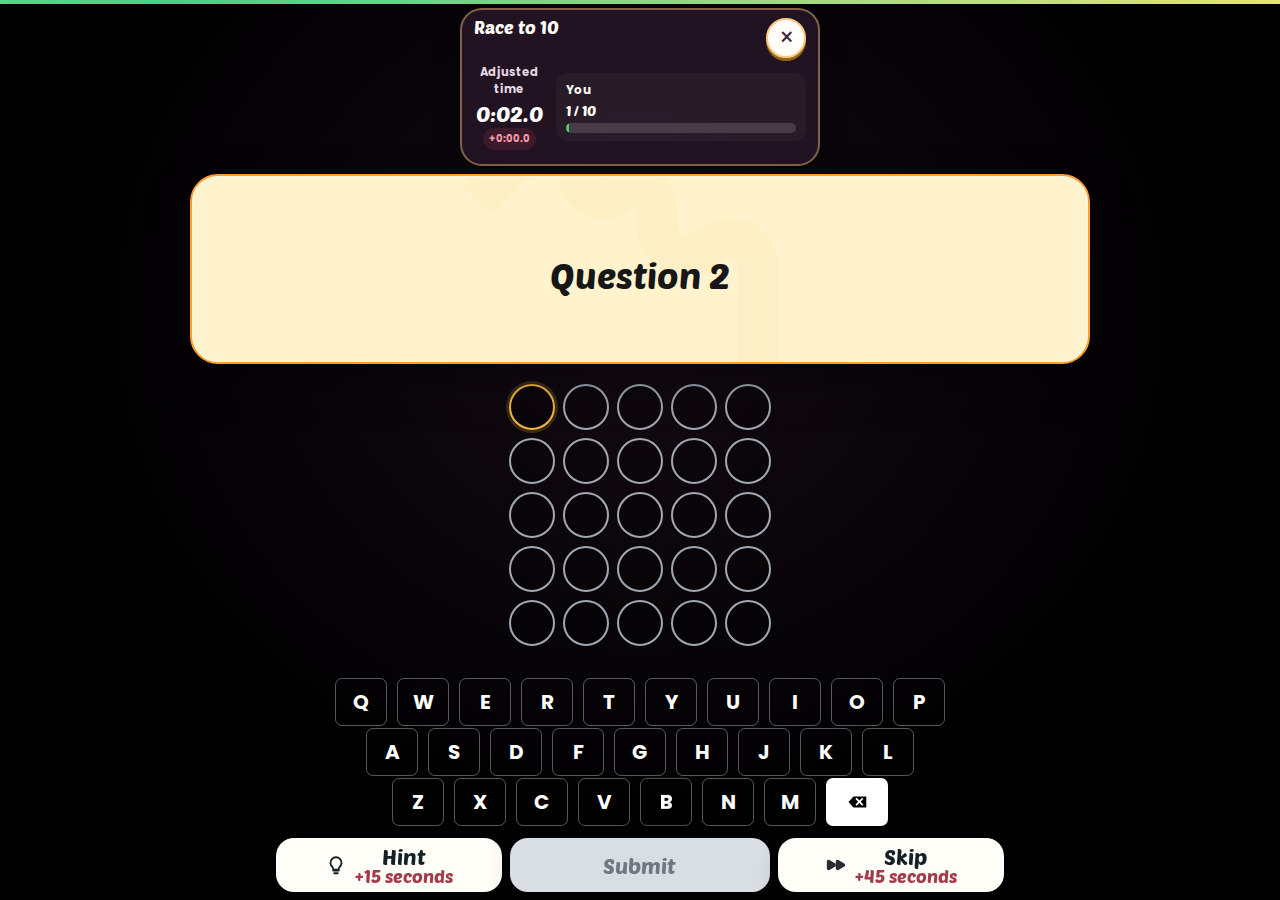 Race to 10
×
Adjusted
time
0:02.0
+0:00.0
You
1 / 10
Question 2
Q W E R T Y U I O P
A S D F G H J K L
Z X C V B N M
Hint
+15 seconds
Submit
Skip
+45 seconds